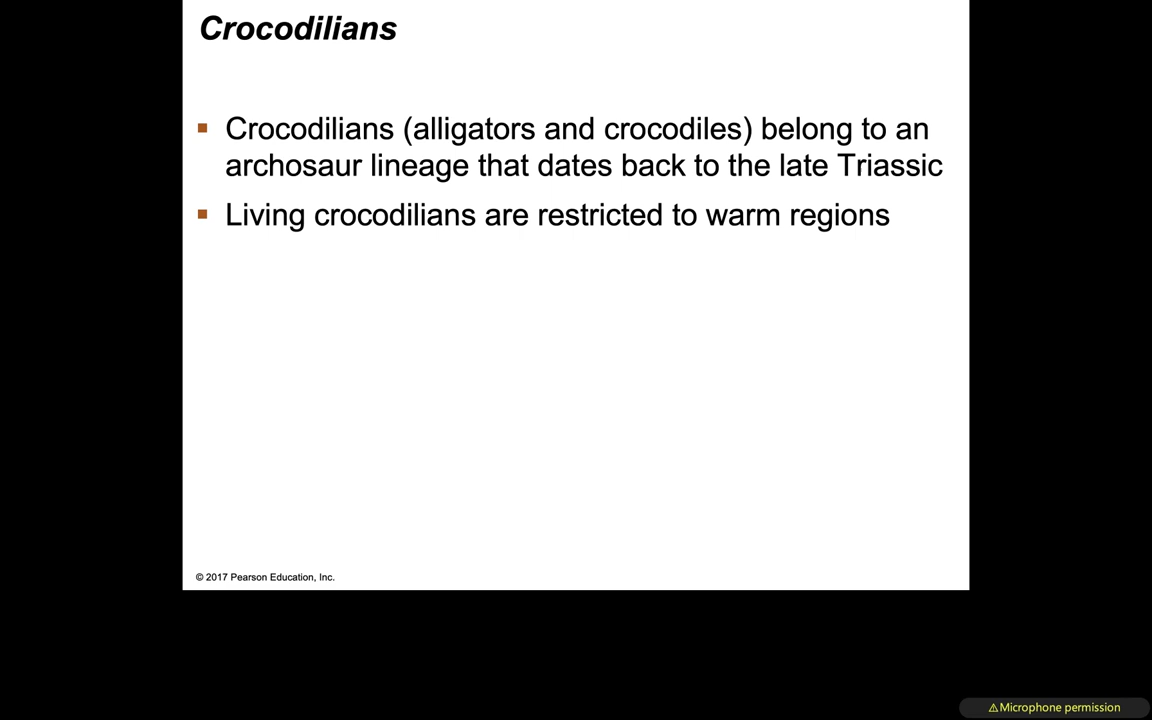 Crocodilians
▪ Crocodilians (alligators and crocodiles) belong to an
archosaur lineage that dates back to the late Triassic
▪ Living crocodilians are restricted to warm regions
© 2017 Pearson Education, Inc.
⚠Microphone permission